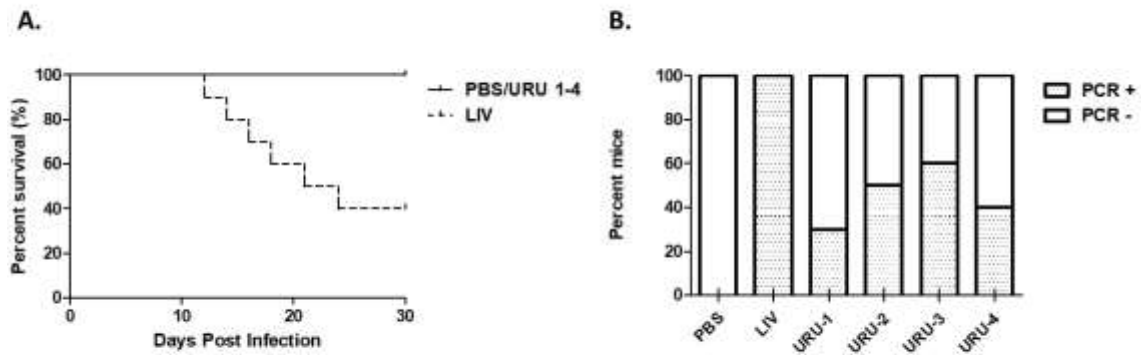 A.
100
80
60
40
20
0
Percent survival (%)
0 10 20 30
Days Post Infection
PBS/URU 1-4
LIV
B.
100
80
60
40
20
0
Percent mice
PBS LIV URU-1 URU-2 URU-3 URU-4
PCR +
PCR -